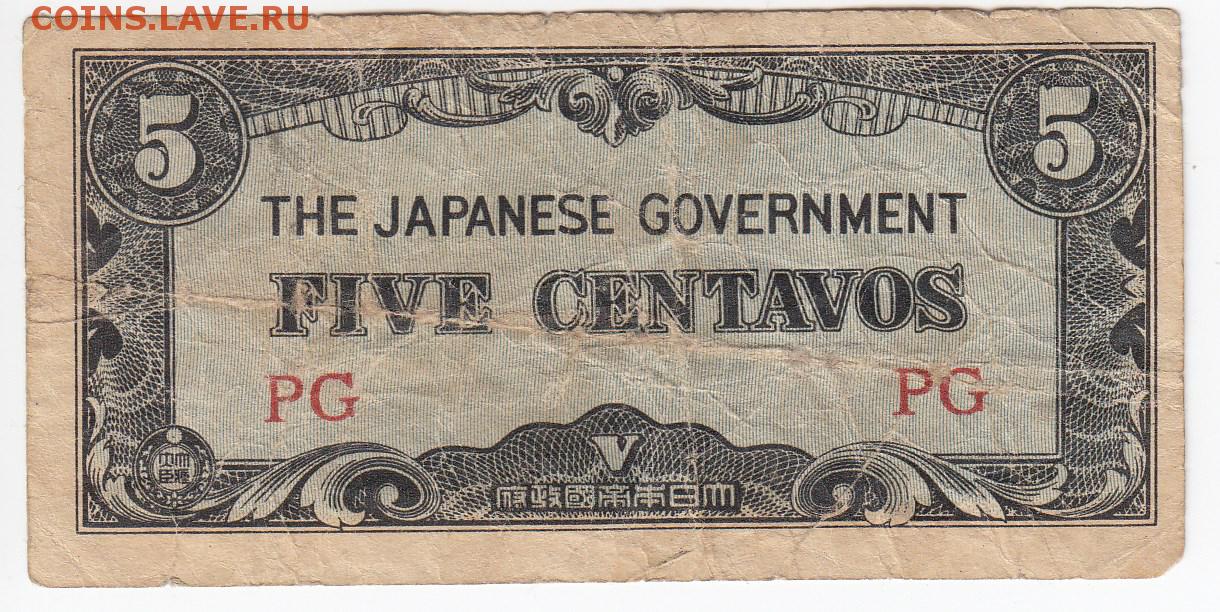 COINS.LAVE.RU
5 5
THE JAPANESE GOVERNMENT
FIVE CENTAVOS
PG PG
V
大日本帝國政府